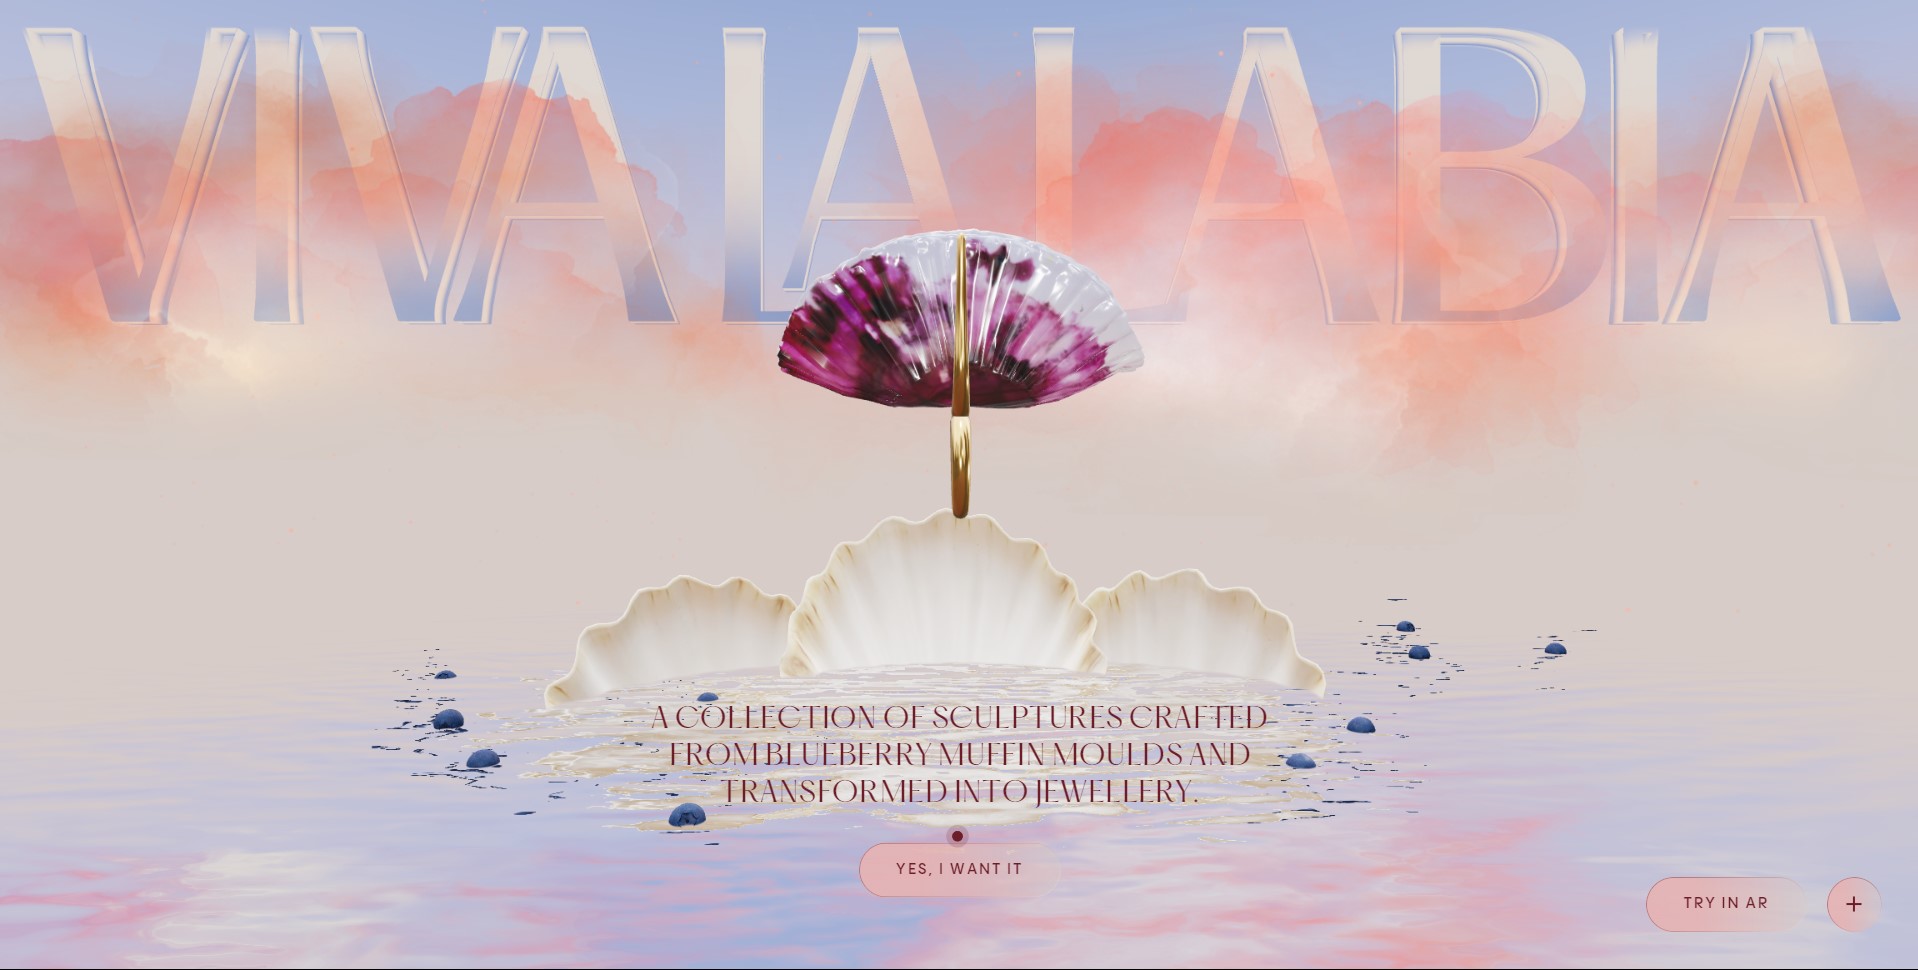 VIVA LA LABIA
A COLLECTION OF SCULPTURES CRAFTED
FROM BLUEBERRY MUFFIN MOULDS AND
TRANSFORMED INTO JEWELLERY.
YES, I WANT IT
TRY IN AR
+